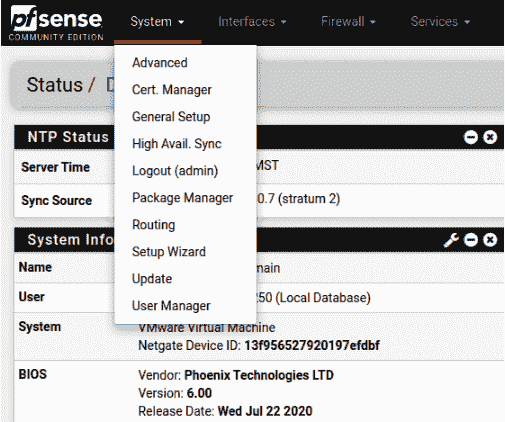 pfsense
COMMUNITY EDITION
System Interfaces Firewall Services
Status /
Advanced
Cert. Manager
General Setup
High Avail. Sync
Logout (admin)
Package Manager
Routing
Setup Wizard
Update
User Manager
NTP Status
Server Time MST
Sync Source 0.7 (stratum 2)
System Info
Name main
User 250 (Local Database)
System VMware Virtual Machine
Netgate Device ID: 13f956527920197efdbf
BIOS Vendor: Phoenix Technologies LTD
Version: 6.00
Release Date: Wed Jul 22 2020